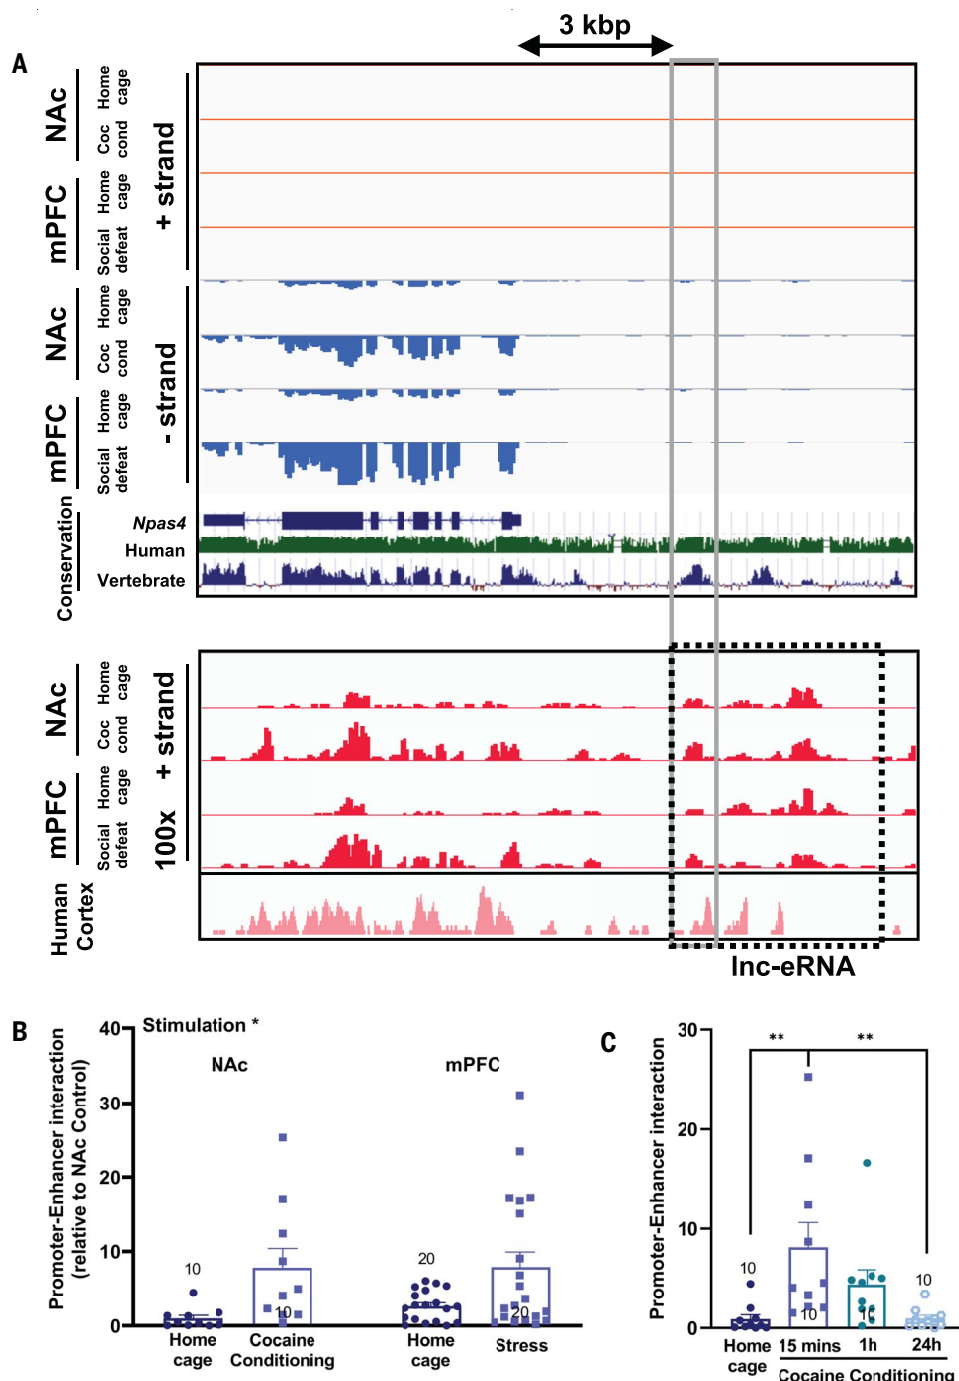 3 kbp
A
NAc
Home cage
Coc cond
mPFC
Home cage
Social defeat
+ strand
NAc
Home cage
Coc cond
mPFC
Home cage
Social defeat
- strand
Conservation
Npas4
Human
Vertebrate
NAc
Home cage
Coc cond
mPFC
Home cage
Social defeat
100x + strand
Human Cortex
lnc-eRNA
B
Promoter-Enhancer interaction
(relative to NAc Control)
40
30
20
10
0
Stimulation *
NAc
mPFC
10
10
20
20
Home cage
Cocaine Conditioning
Home cage
Stress
C
Promoter-Enhancer interaction
30
20
10
0
**
**
10
10
10
10
Home cage
15 mins
1h
24h
Cocaine Conditioning